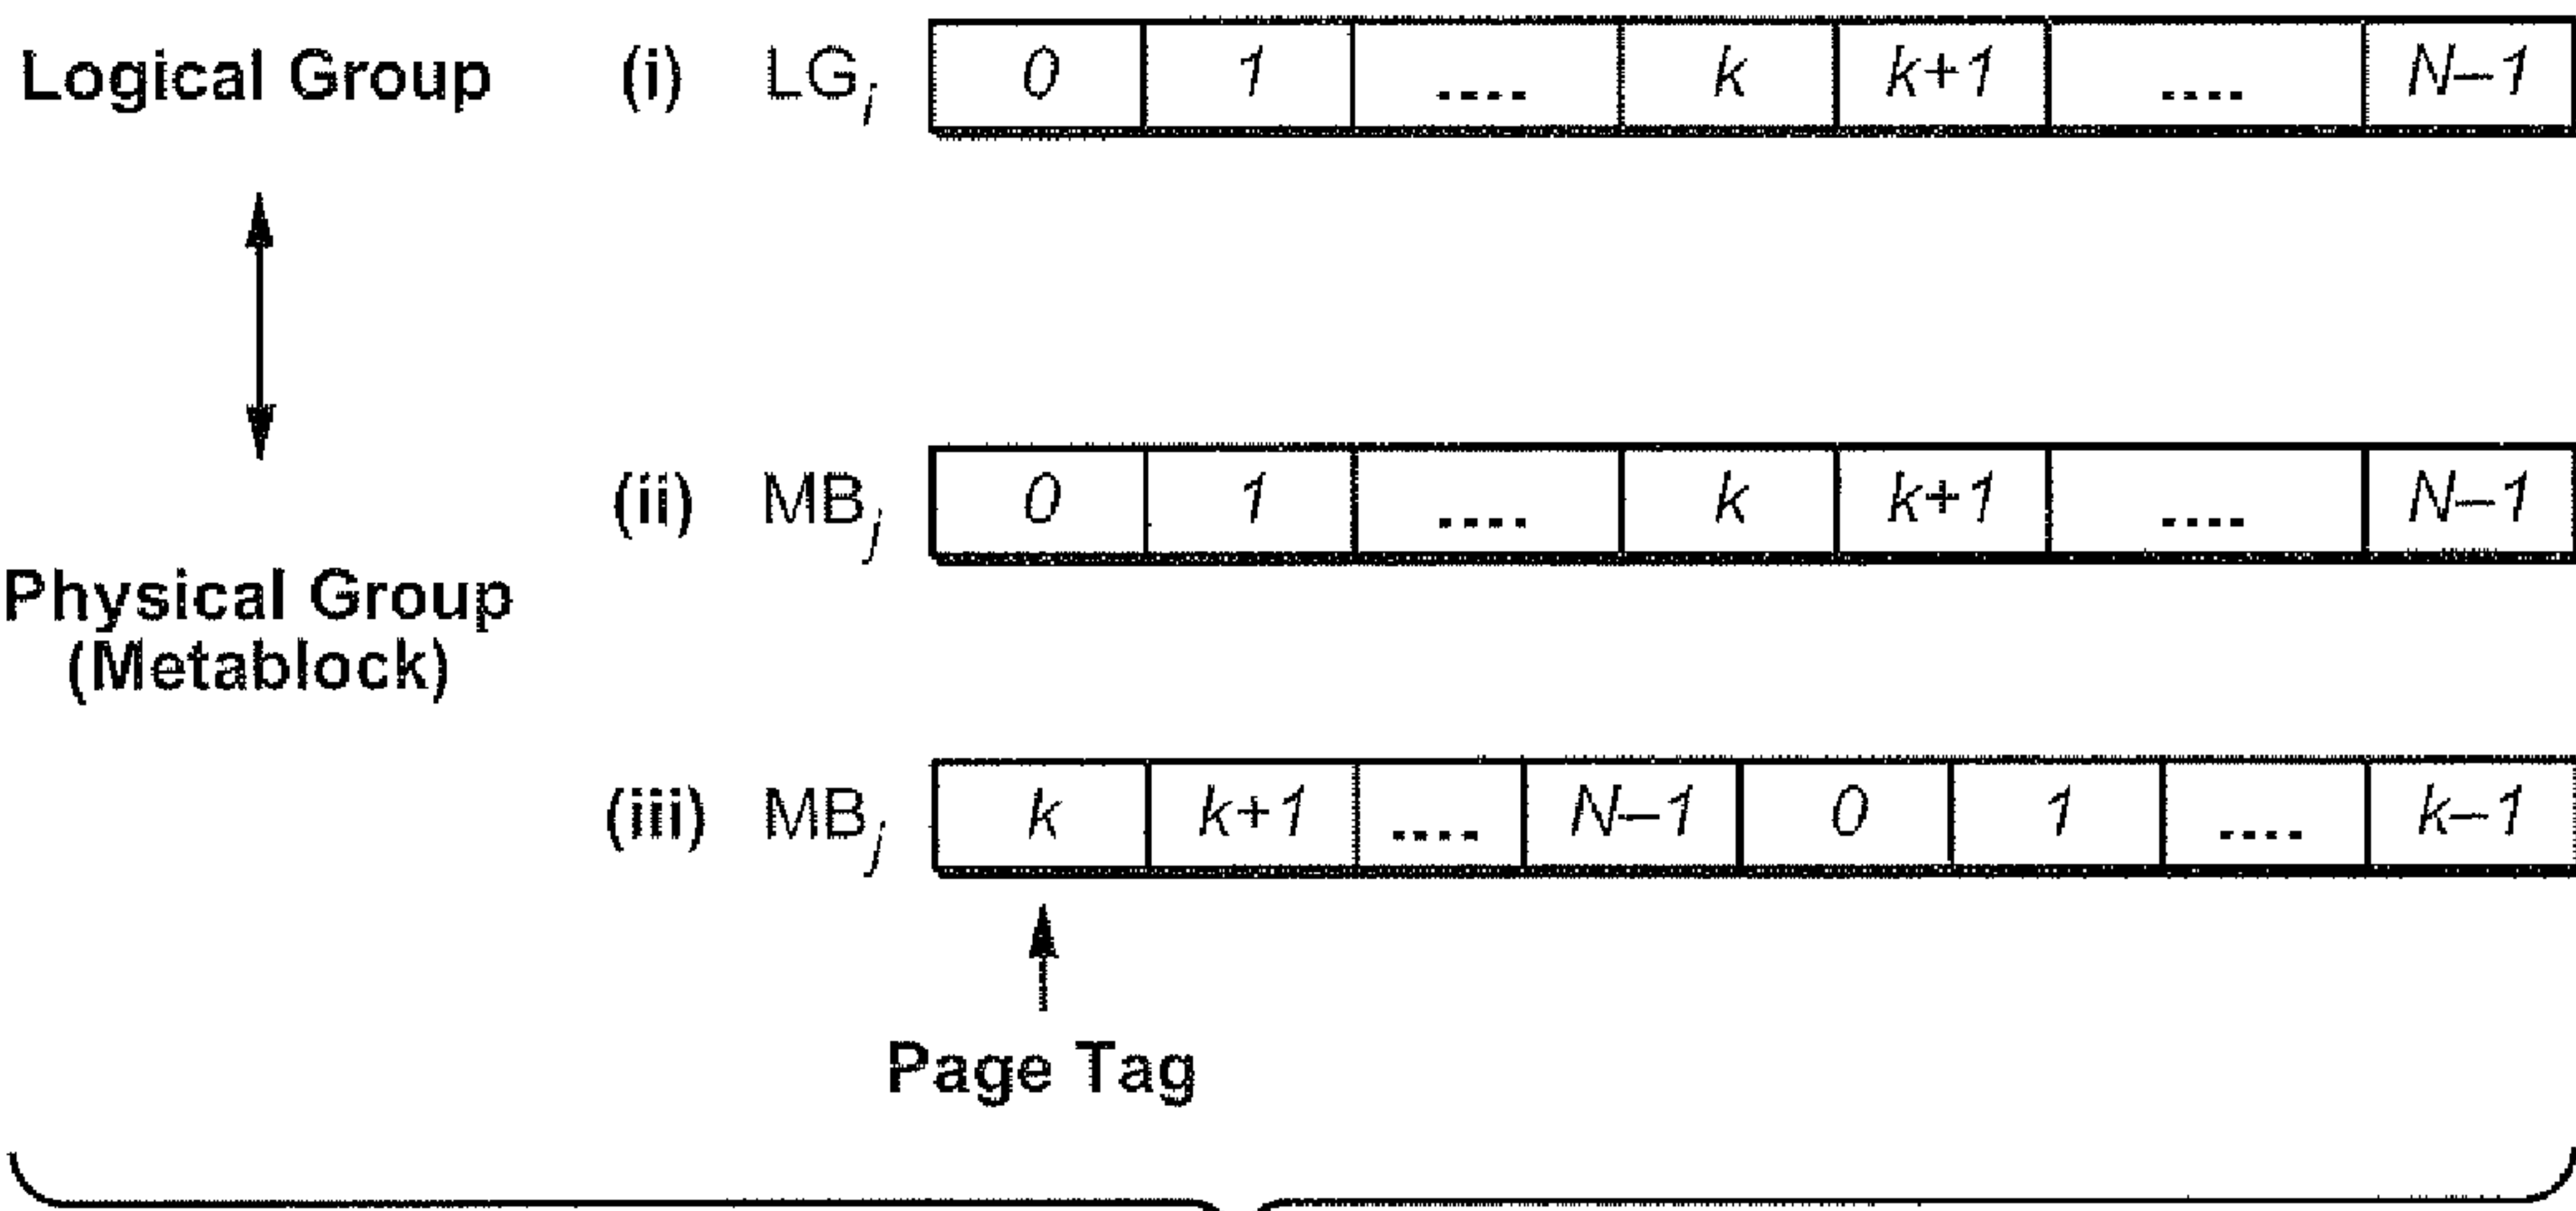 Logical Group (i) LGi 0 1 .... k k+1 .... N–1
(ii) MBj 0 1 .... k k+1 .... N–1
Physical Group
(Metablock)
(iii) MBj k k+1 .... N–1 0 1 .... k–1
Page Tag